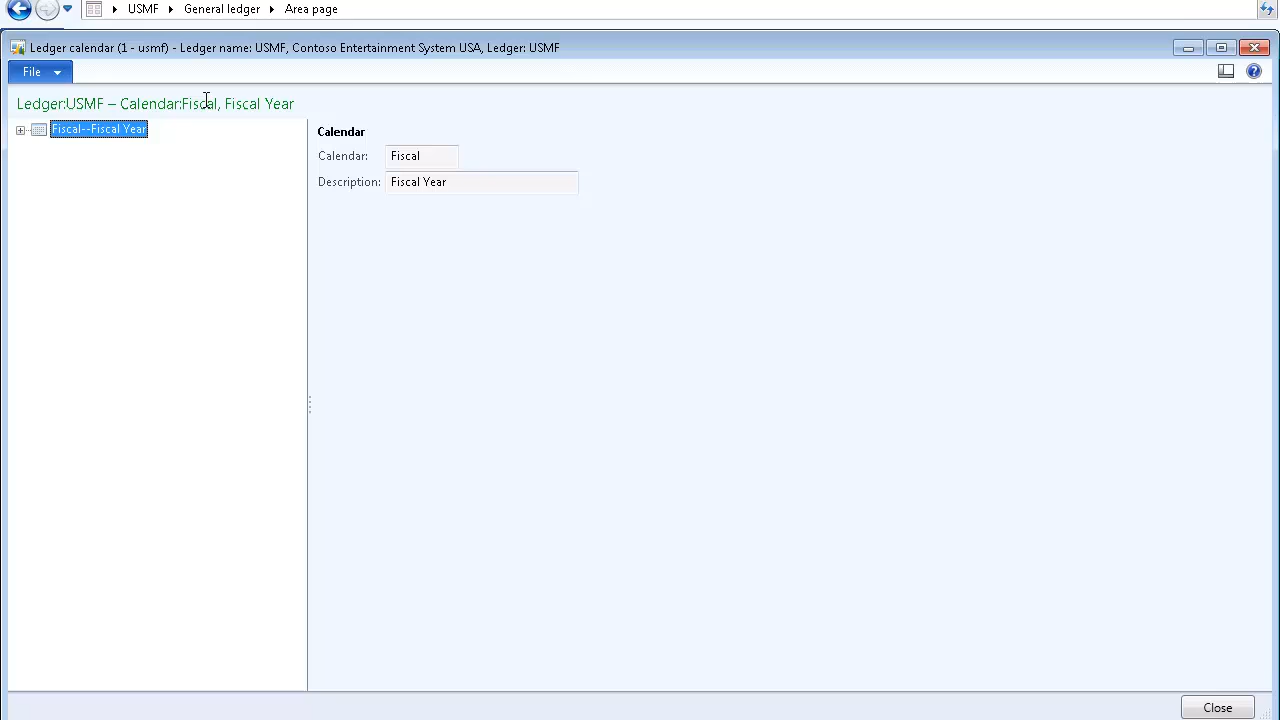 USMF General ledger Area page
Ledger calendar (1 - usmf) - Ledger name: USMF, Contoso Entertainment System USA, Ledger: USMF
File
Ledger:USMF – Calendar:Fiscal, Fiscal Year
Fiscal--Fiscal Year
Calendar
Calendar: Fiscal
Description: Fiscal Year
Close